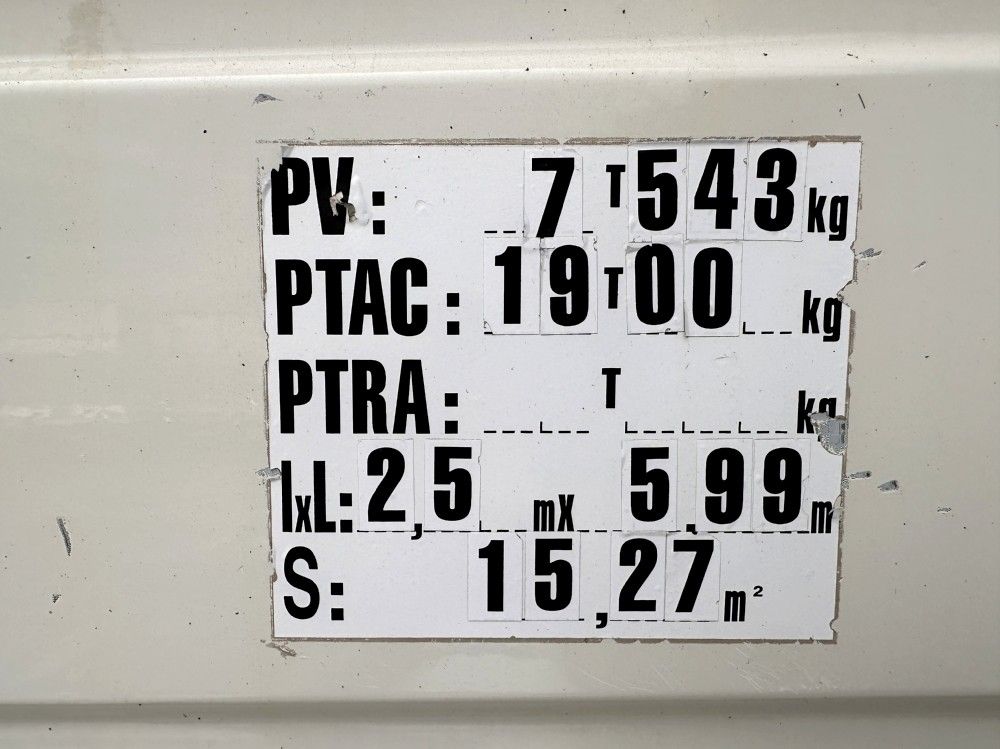 PV: 7 T 543 kg
PTAC: 19 T 00 kg
PTRA: T kg
lxL: 2,5 mX 5,99 m
S: 15,27 m²